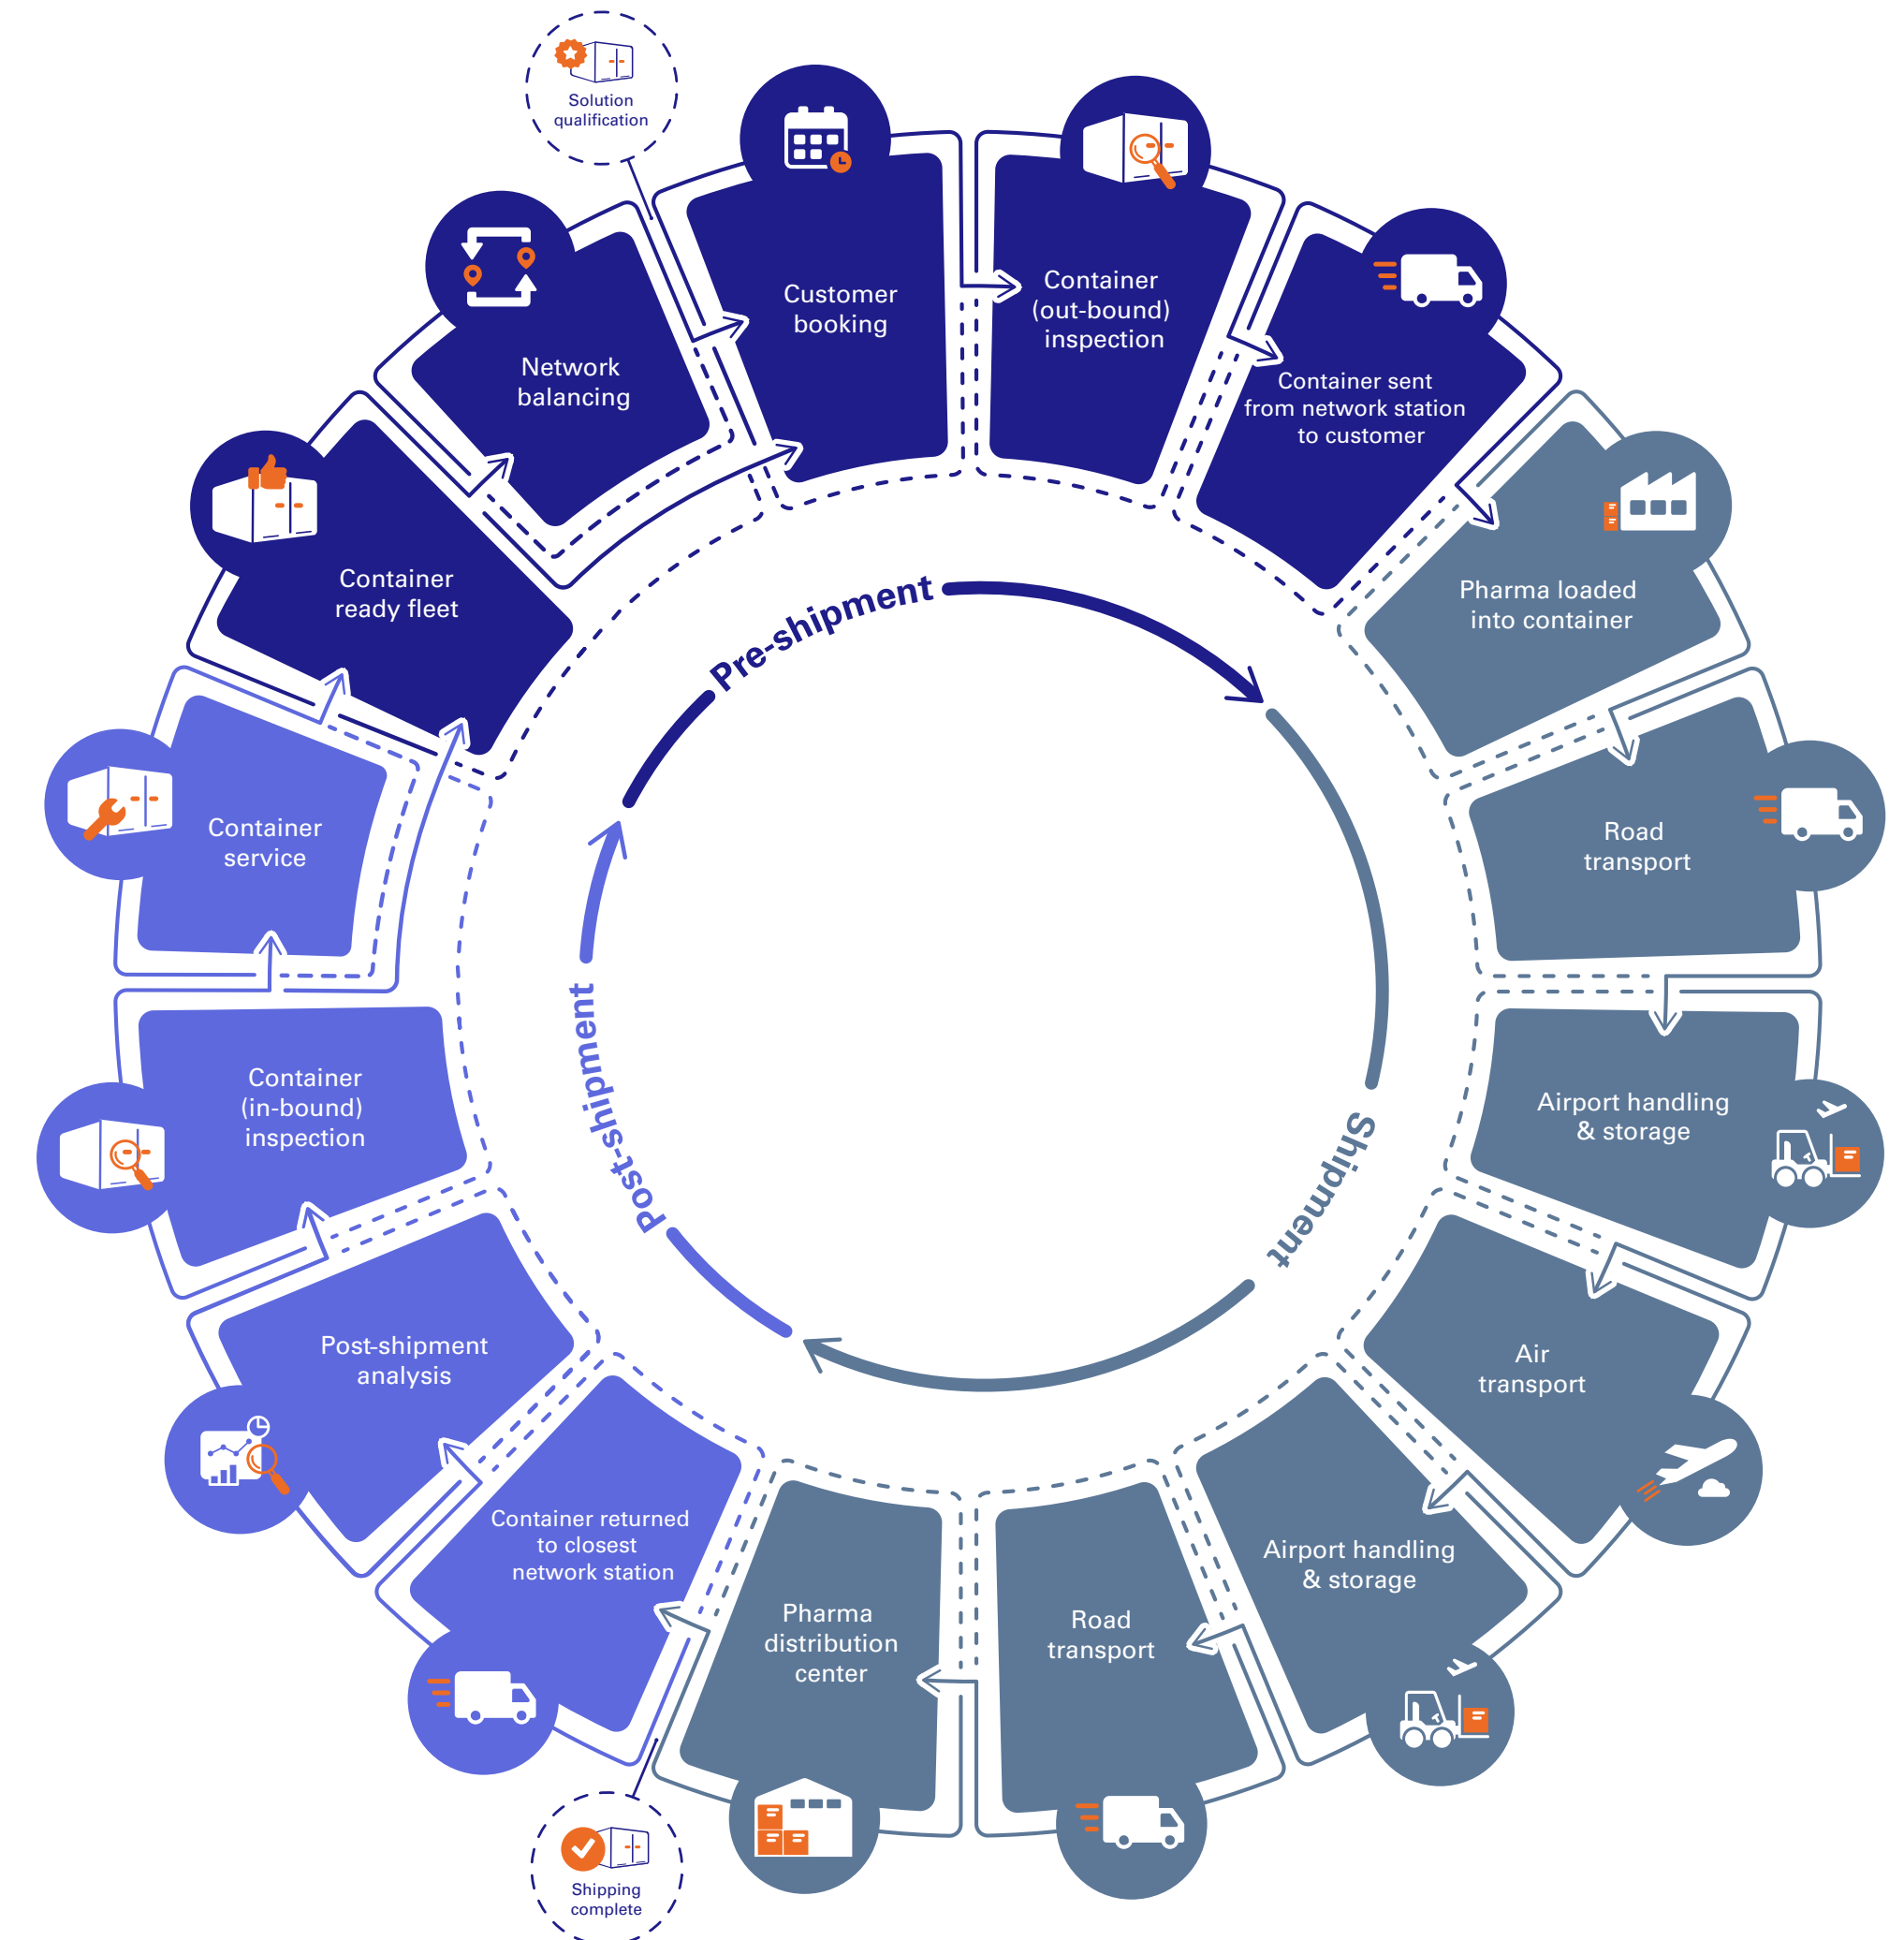 Solution
qualification
Customer
booking
Container
(out-bound)
inspection
Container sent
from network station
to customer
Pharma loaded
into container
Road
transport
Airport handling
& storage
Air
transport
Airport handling
& storage
Road
transport
Pharma
distribution
center
Shipping
complete
Container returned
to closest
network station
Post-shipment
analysis
Container
(in-bound)
inspection
Container
service
Container
ready fleet
Network
balancing
Pre-shipment
Shipment
Post-shipment